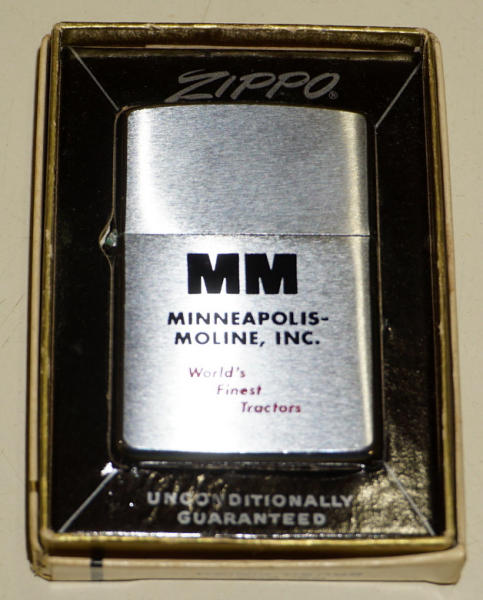 ZIPPO®
MM
MINNEAPOLIS-
MOLINE, INC.
World's
Finest
Tractors
UNCONDITIONALLY
GUARANTEED